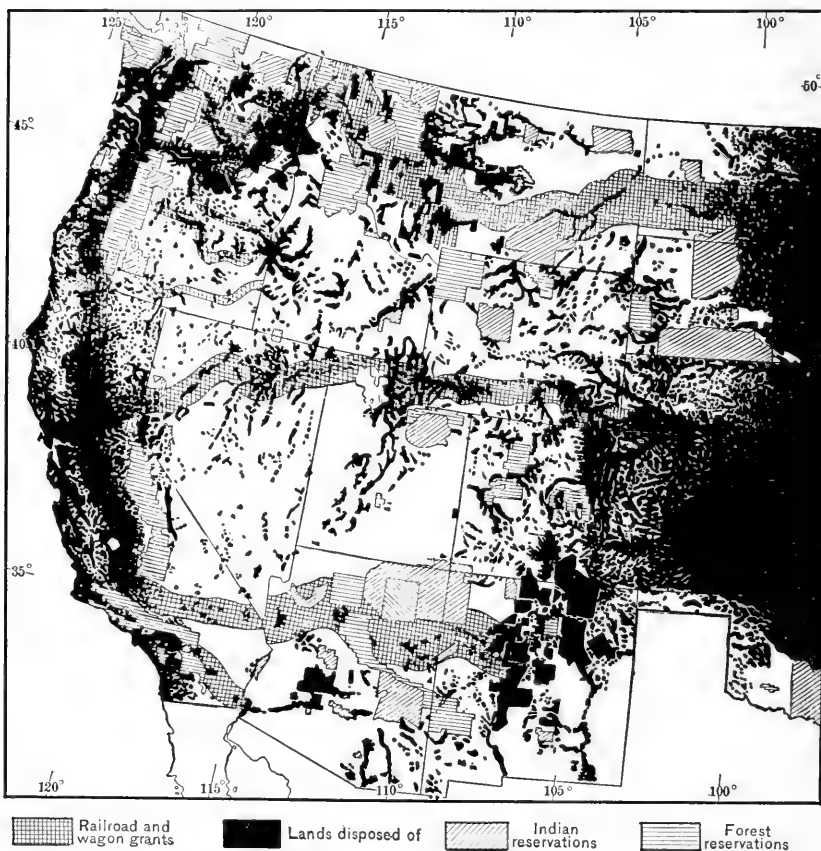 125° 120° 115° 110° 105° 100°
50°
45°
40°
35°
120° 115° 110° 105° 100°
Railroad and
wagon grants
Lands disposed of
Indian
reservations
Forest
reservations